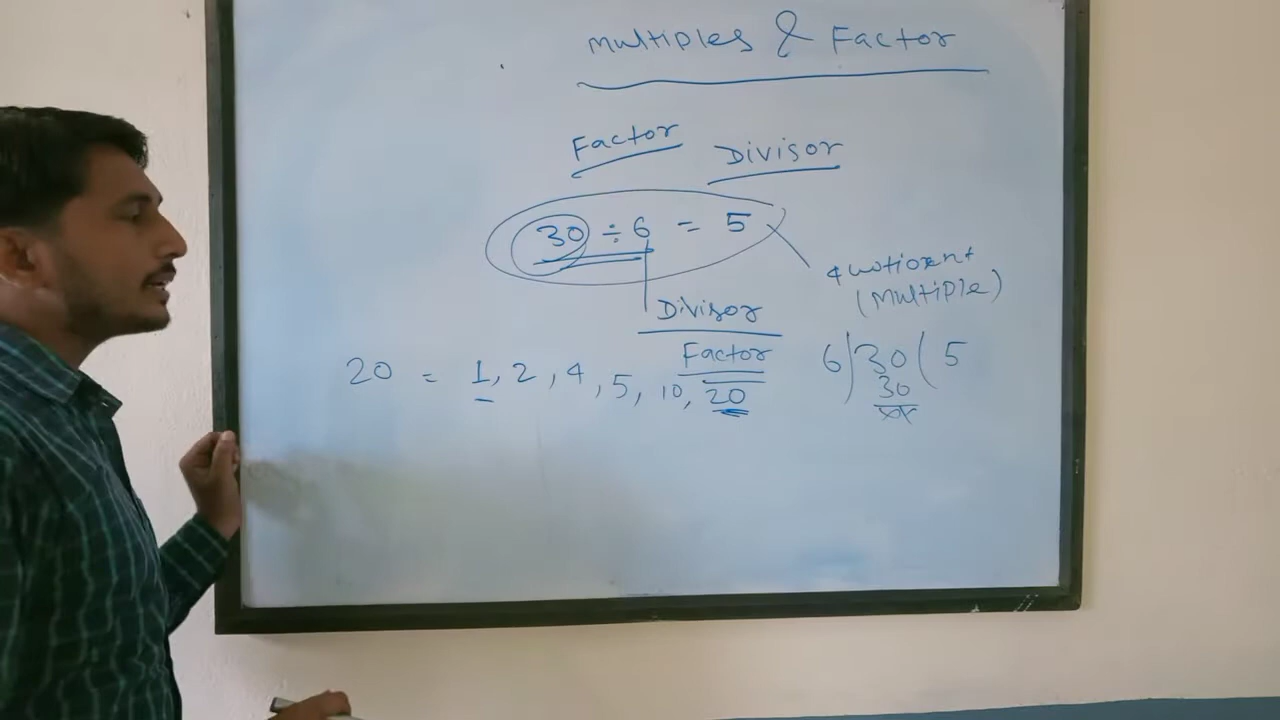 Multiples & Factor
Factor Divisor
30 ÷ 6 = 5
quotient
(Multiple)
Divisor
Factor
20 = 1, 2, 4, 5, 10, 20
6) 30 ( 5
30